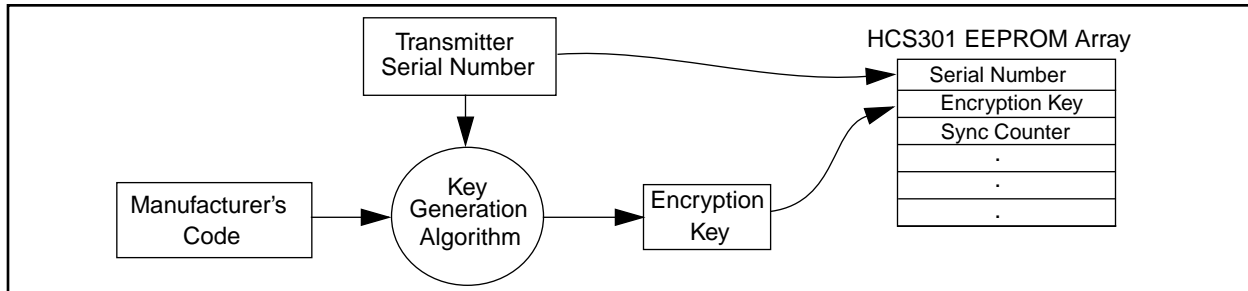 Transmitter
Serial Number
HCS301 EEPROM Array
Serial Number
Encryption Key
Sync Counter
.
.
.
Manufacturer's
Code
Key
Generation
Algorithm
Encryption
Key